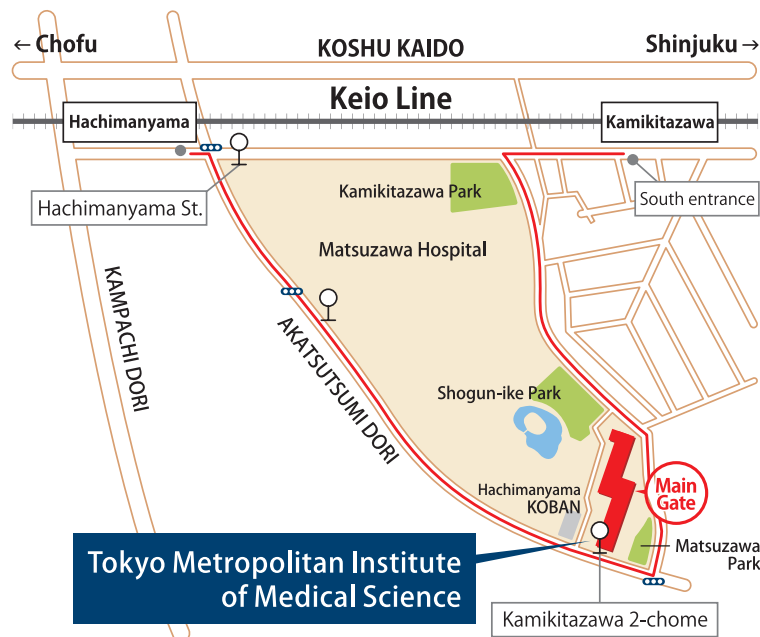 ← Chofu
KOSHU KAIDO
Shinjuku →
Keio Line
Hachimanyama
Kamikitazawa
Hachimanyama St.
Kamikitazawa Park
South entrance
Matsuzawa Hospital
KAMPACHI DORI
AKATSUTSUMI DORI
Shogun-ike Park
Hachimanyama
KOBAN
Main
Gate
Tokyo Metropolitan Institute
of Medical Science
Matsuzawa
Park
Kamikitazawa 2-chome